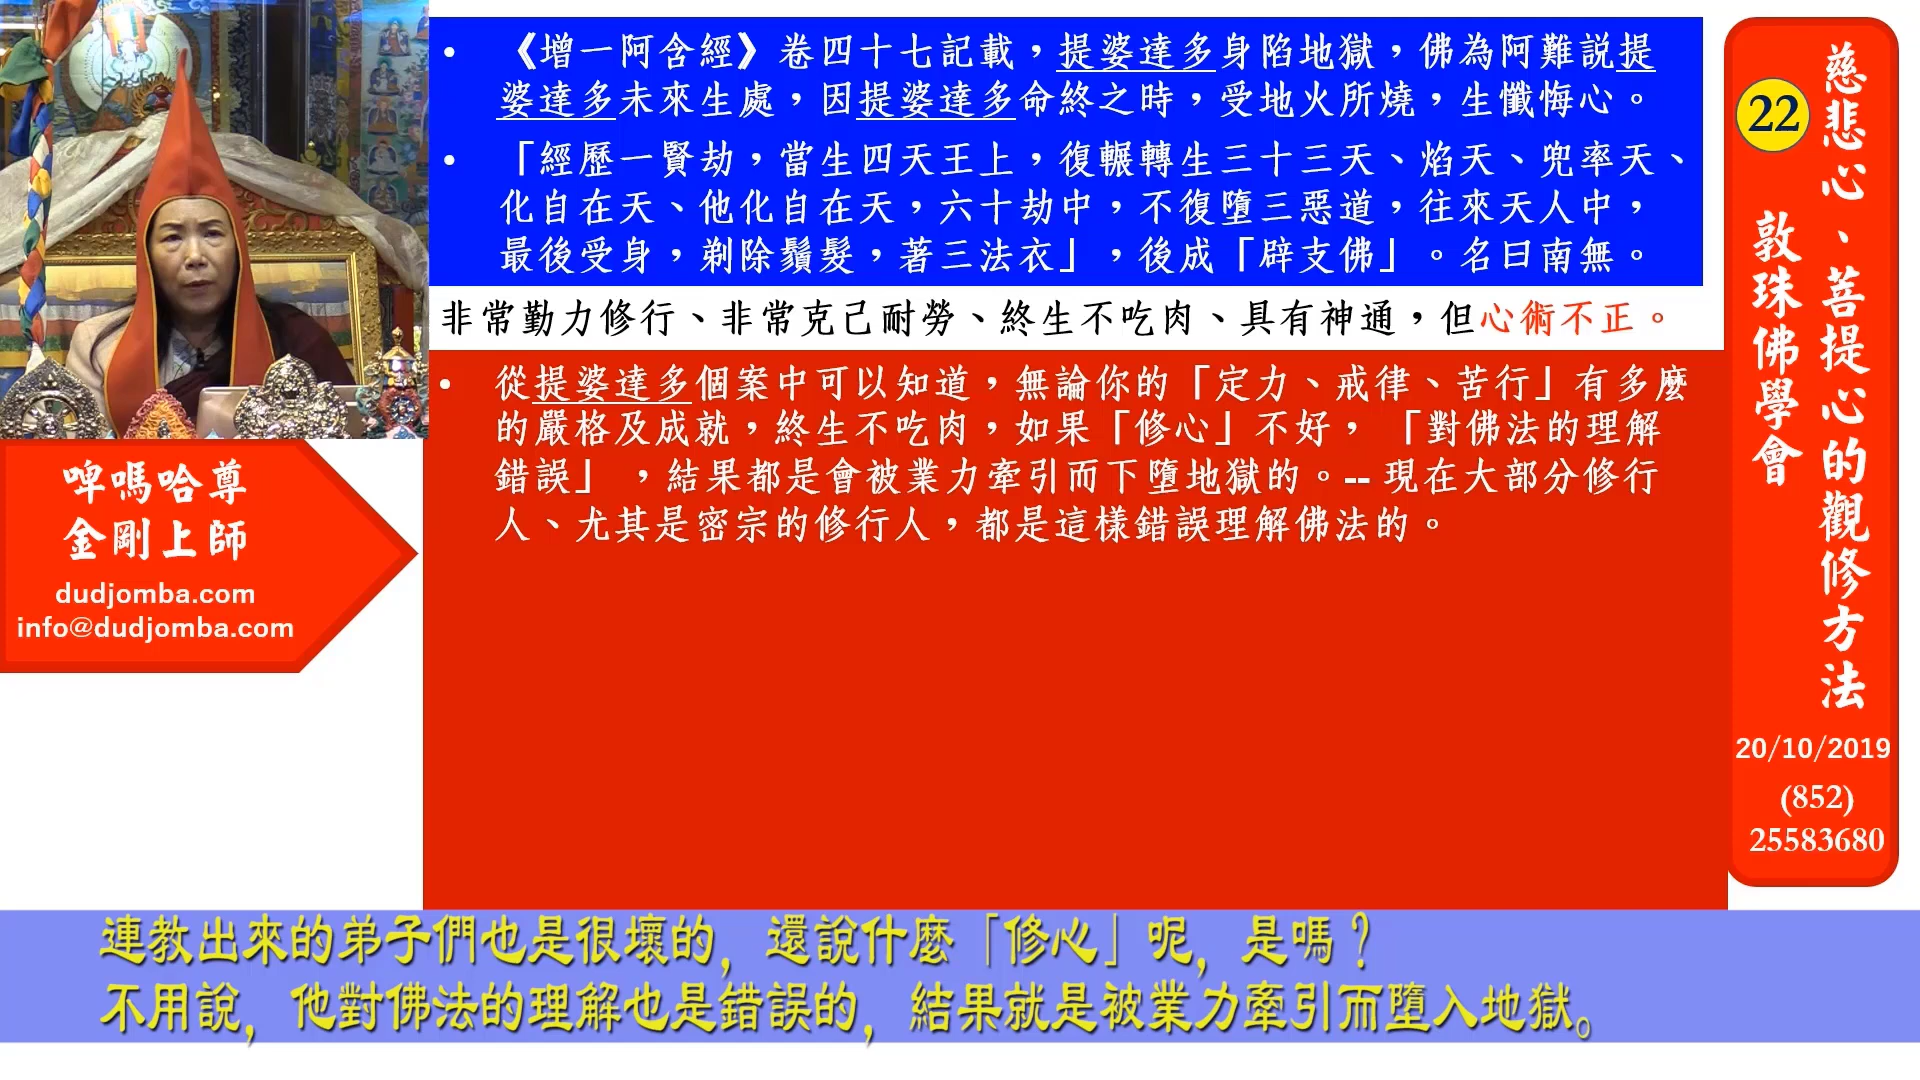 • 《增一阿含經》卷四十七記載，提婆達多身陷地獄，佛為阿難説提
婆達多未來生處，因提婆達多命終之時，受地火所燒，生懺悔心。
• 「經歷一賢劫，當生四天王上，復輾轉生三十三天、焰天、兜率天、
化自在天、他化自在天，六十劫中，不復墮三惡道，往來天人中，
最後受身，剃除鬚髮，著三法衣」，後成「辟支佛」。名曰南無。
非常勤力修行、非常克己耐勞、終生不吃肉、具有神通，但心術不正。
• 從提婆達多個案中可以知道，無論你的「定力、戒律、苦行」有多麼
的嚴格及成就，終生不吃肉，如果「修心」不好，「對佛法的理解
錯誤」，結果都是會被業力牽引而下墮地獄的。-- 現在大部分修行
人、尤其是密宗的修行人，都是這樣錯誤理解佛法的。
啤嗎哈尊
金剛上師
dudjomba.com
info@dudjomba.com
慈悲心、菩提心的觀修方法
22
敦珠佛學會
20/10/2019
(852)
25583680
連教出來的弟子們也是很壞的，還說什麼「修心」呢，是嗎？
不用說，他對佛法的理解也是錯誤的，結果就是被業力牽引而墮入地獄。